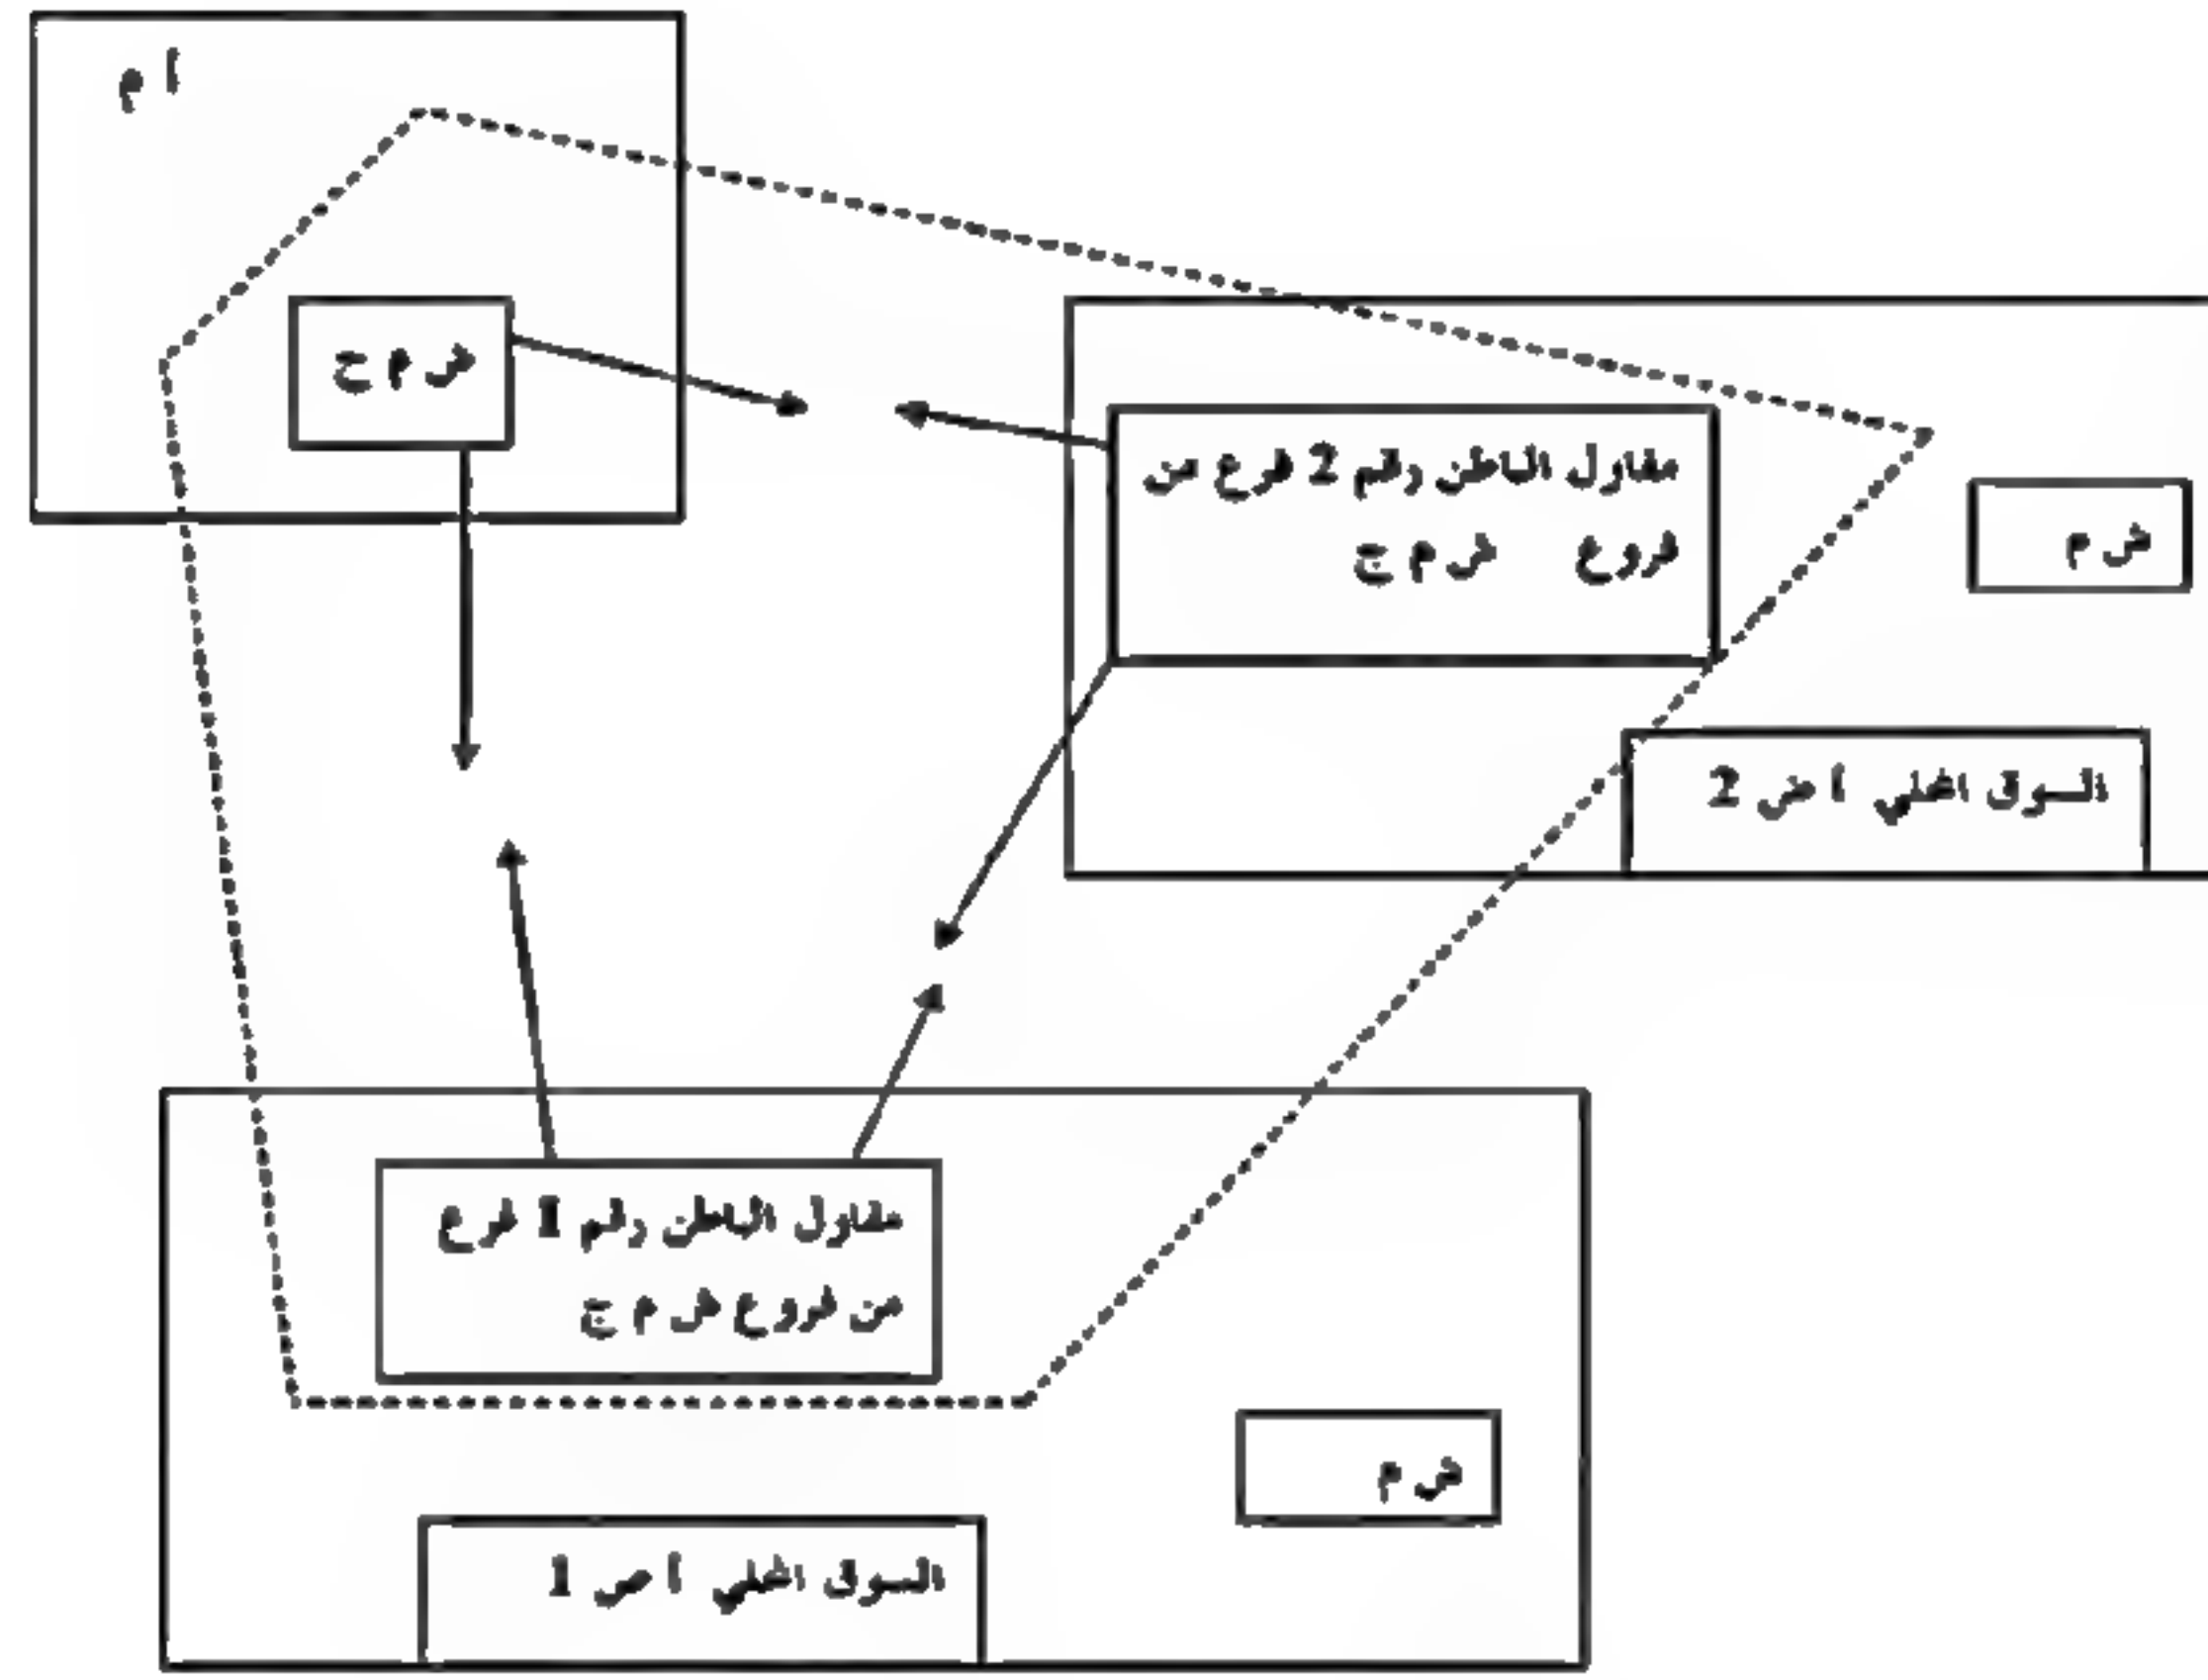 ا م
ش م ج
مقاول الباطن رقم 2 فرع من
فروع ش م ج
ش م
السوق المحلي ا ض 2
مقاول الباطن رقم 1 فرع
من فروع ش م ج
ش م
السوق المحلي ا ض 1